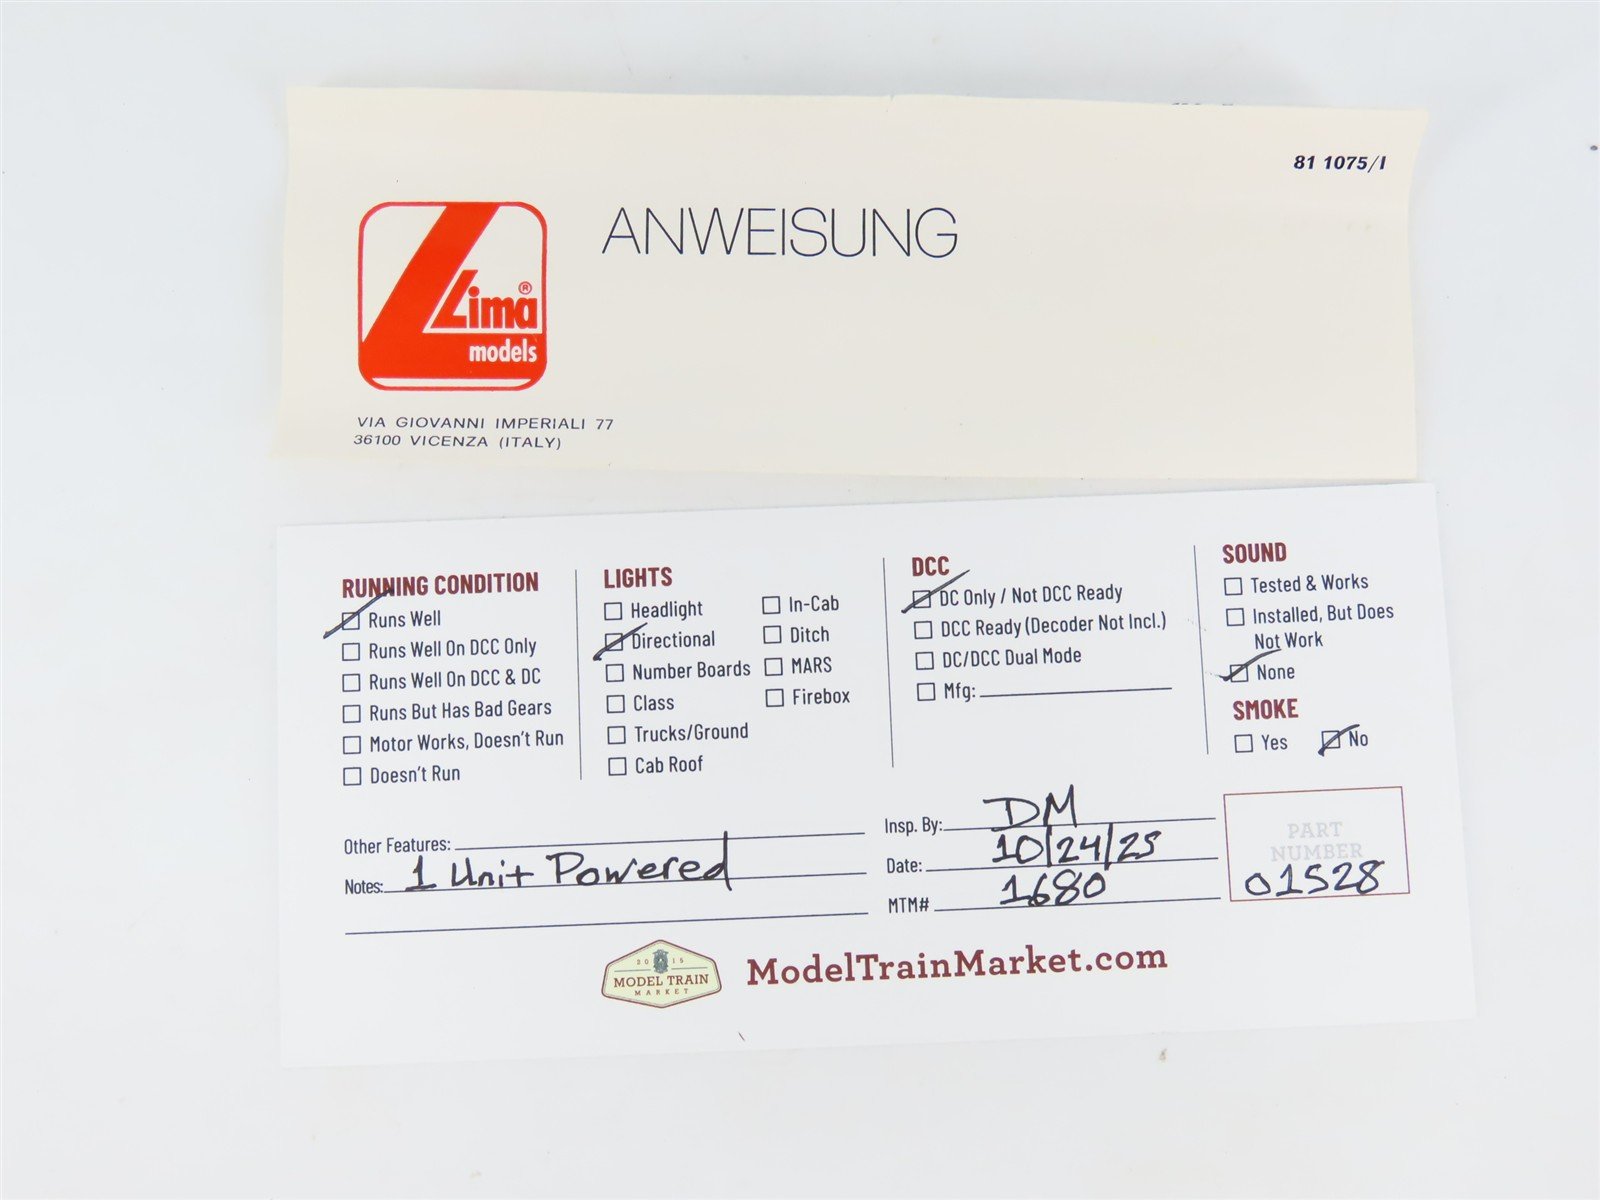 81 1075/I
ANWEISUNG
Lima®
models
VIA GIOVANNI IMPERIALI 77
36100 VICENZA (ITALY)
RUNNING CONDITION
Runs Well
Runs Well On DCC Only
Runs Well On DCC & DC
Runs But Has Bad Gears
Motor Works, Doesn't Run
Doesn't Run
LIGHTS
Headlight
Directional
Number Boards
Class
Trucks/Ground
Cab Roof
In-Cab
Ditch
MARS
Firebox
DCC
DC Only / Not DCC Ready
DCC Ready (Decoder Not Incl.)
DC/DCC Dual Mode
Mfg:
SOUND
Tested & Works
Installed, But Does
Not Work
None
SMOKE
Yes No
Other Features:
Notes: 1 Unit Powered
Insp. By: DM
Date: 10/24/25
MTM# 1680
PART
NUMBER
01528
2015
MODEL TRAIN
MARKET
ModelTrainMarket.com